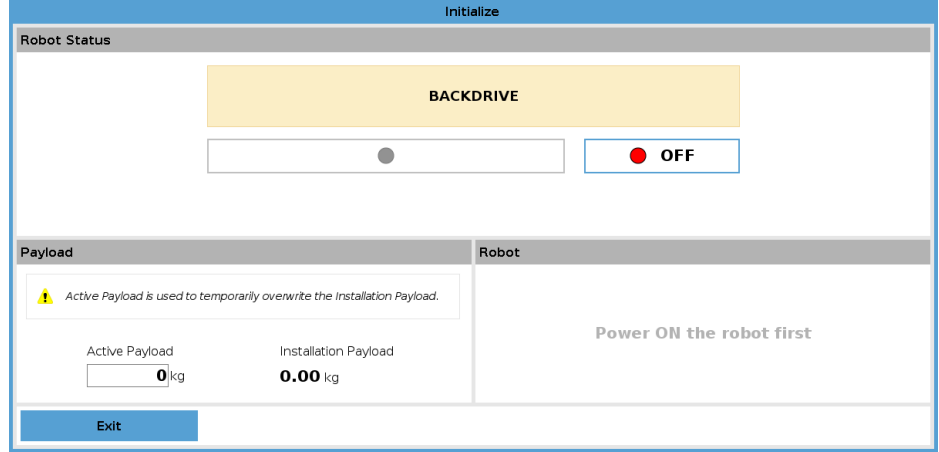 Initialize
Robot Status
BACKDRIVE
OFF
Payload
Active Payload is used to temporarily overwrite the Installation Payload.
Active Payload
Installation Payload
0 kg
0.00 kg
Robot
Power ON the robot first
Exit